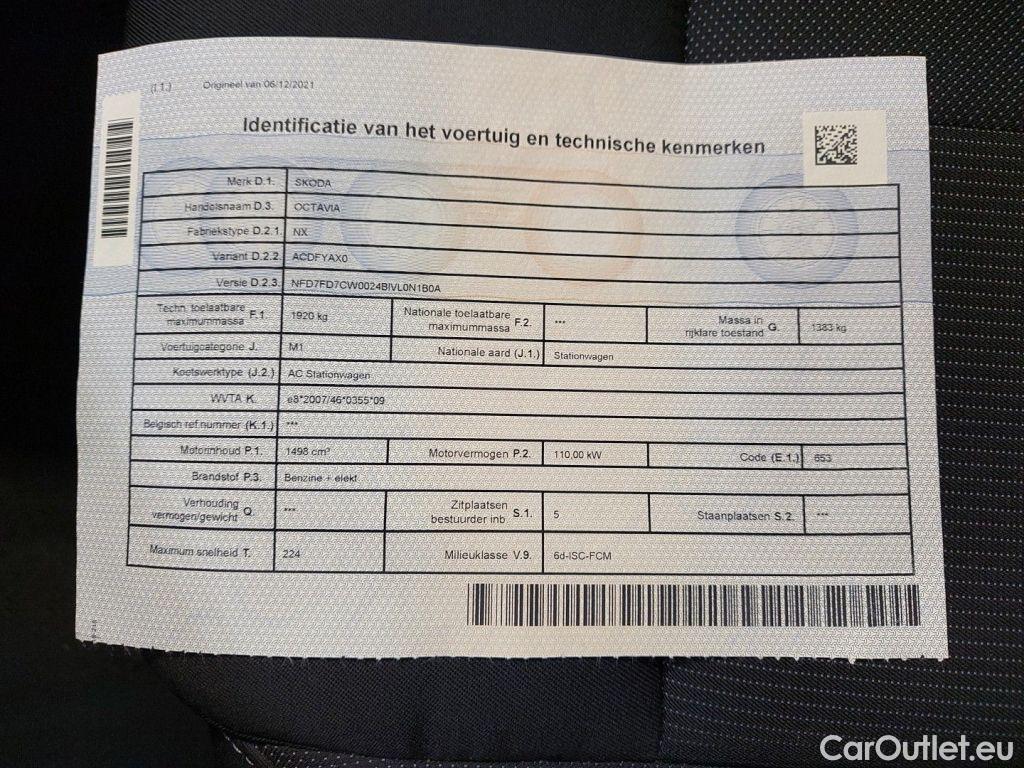 (I.1.) Origineel van 06/12/2021
Identificatie van het voertuig en technische kenmerken
Merk D.1. SKODA
Handelsnaam D.3. OCTAVIA
Fabriekstype D.2.1. NX
Variant D.2.2. ACDFYAX0
Versie D.2.3. NFD7FD7CW0024BIVL0N1B0A
Techn. toelaatbare maximummassa F.1. 1920 kg Nationale toelaatbare maximummassa F.2. *** Massa in rijklare toestand G. 1383 kg
Voertuigcategorie J. M1 Nationale aard (J.1.) Stationwagen
Koetswerktype (J.2.) AC Stationwagen
WVTA K. e8*2007/46*0355*09
Belgisch ref.nummer (K.1.) ***
Motorinhoud P.1. 1498 cm³ Motorvermogen P.2. 110,00 kW Code (E.1.) 653
Brandstof P.3. Benzine + elekt
Verhouding vermogen/gewicht Q. *** Zitplaatsen bestuurder inb. S.1. 5 Staanplaatsen S.2. ***
Maximum snelheid T. 224 Milieuklasse V.9. 6d-ISC-FCM
CarOutlet.eu